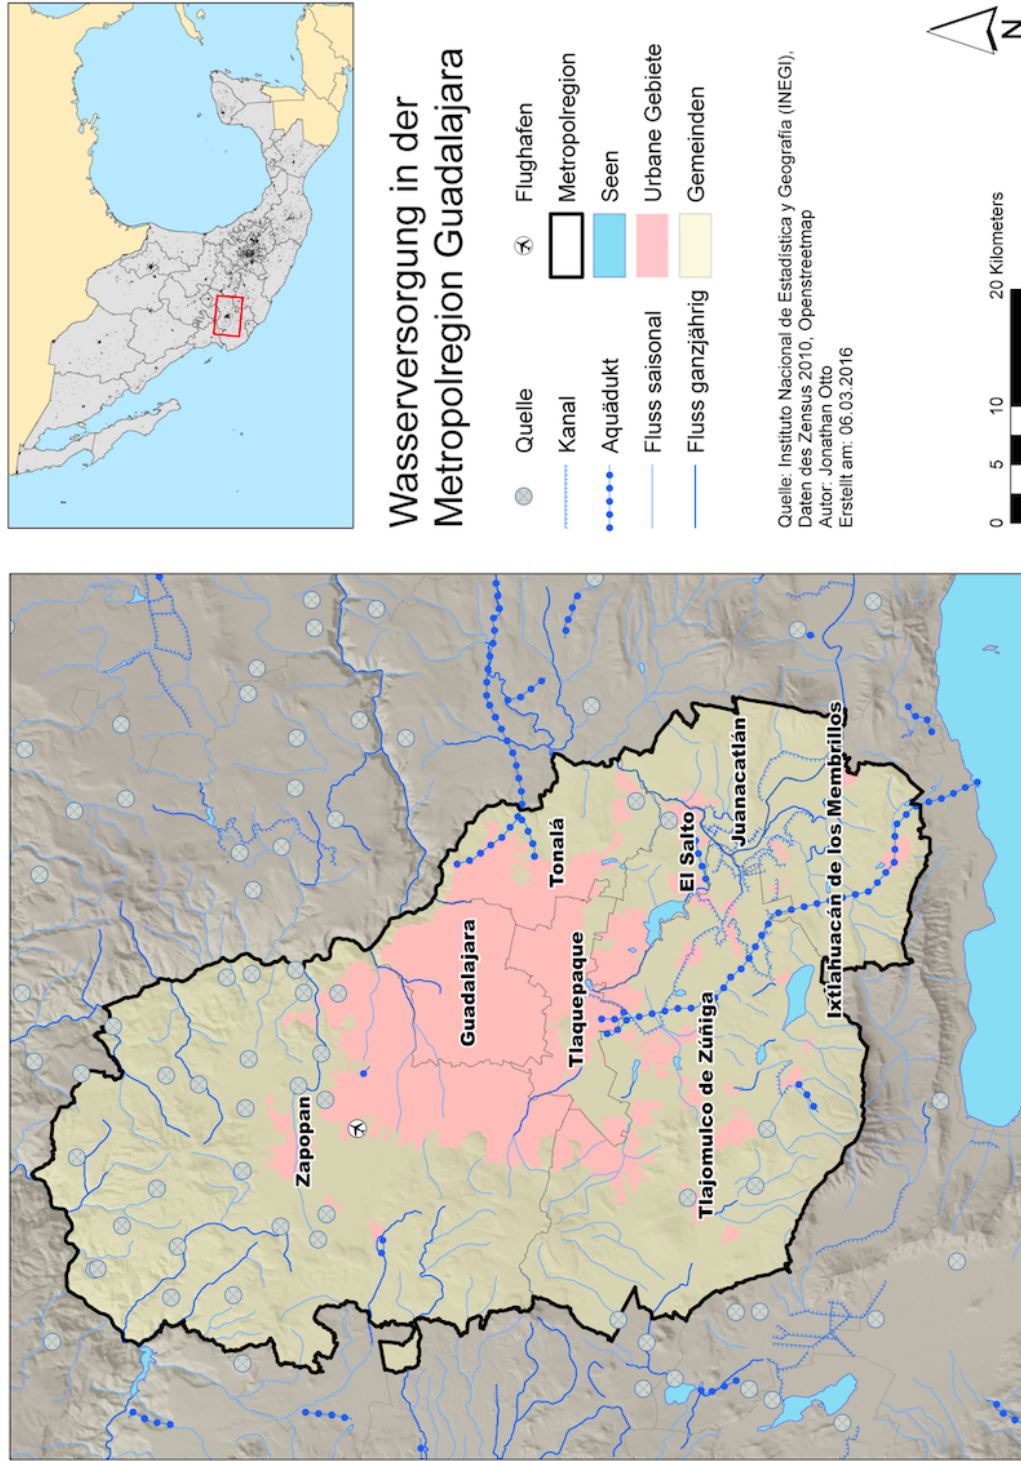 Wasserversorgung in der
Metropolregion Guadalajara
Quelle
Kanal
Aquädukt
Fluss saisonal
Fluss ganzjährig
Flughafen
Metropolregion
Seen
Urbane Gebiete
Gemeinden
Quelle: Instituto Nacional de Estadística y Geografía (INEGI),
Daten des Zensus 2010, Openstreetmap
Autor: Jonathan Otto
Erstellt am: 06.03.2016
0 5 10 20 Kilometers
N
Zapopan
Guadalajara
Tonalá
Tlaquepaque
El Salto
Tlajomulco de Zúñiga
Juanacatlán
Ixtlahuacán de los Membrillos